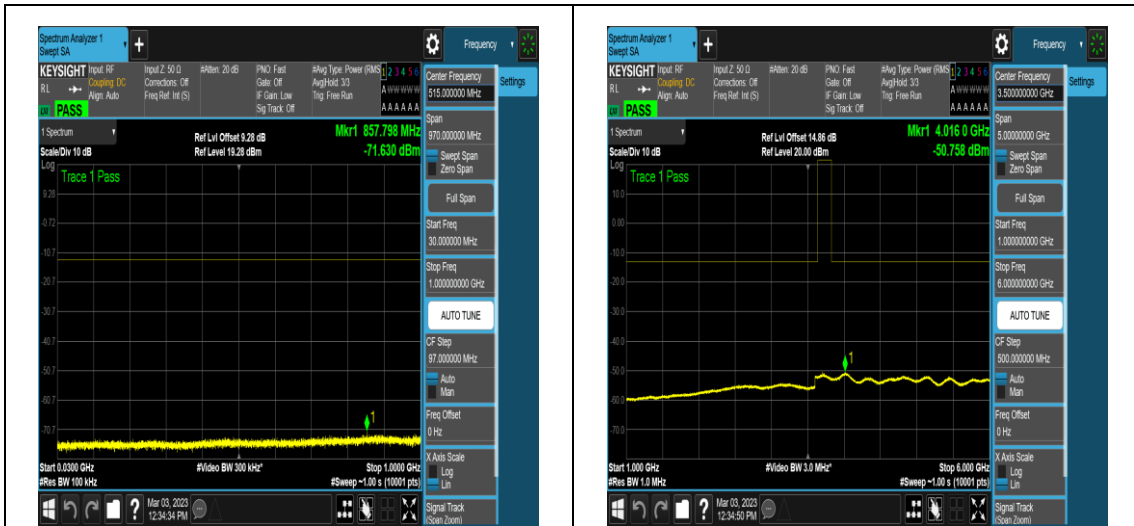 Spectrum Analyzer 1
Swept SA
+
Frequency
KEYSIGHT
RL
PASS
Input: RF
Coupling: DC
Align: Auto
Input Z: 50 Ω
Corrections: Off
Freq Ref: Int (S)
#Atten: 20 dB
PNO: Fast
Gate: Off
IF Gain: Low
Sig Track: Off
#Avg Type: Power (RMS
Avg|Hold: 3/3
Trig: Free Run
1 2 3 4 5 6
A W W W W W
A A A A A A
Center Frequency
515.000000 MHz
Settings
Span
970.000000 MHz
Swept Span
Zero Span
Full Span
Start Freq
30.000000 MHz
Stop Freq
1.000000000 GHz
AUTO TUNE
CF Step
97.000000 MHz
Auto
Man
Freq Offset
0 Hz
X Axis Scale
Log
Lin
Signal Track
(Span Zoom)
1 Spectrum
Scale/Div 10 dB
Log
Ref Lvl Offset 9.28 dB
Ref Level 19.28 dBm
Mkr1 857.798 MHz
-71.630 dBm
Trace 1 Pass
9.28
-0.72
-10.7
-20.7
-30.7
-40.7
-50.7
-60.7
-70.7
1
Start 0.0300 GHz
#Res BW 100 kHz
#Video BW 300 kHz*
Stop 1.0000 GHz
#Sweep ~1.00 s (10001 pts)
?
Mar 03, 2023
12:34:34 PM
Spectrum Analyzer 1
Swept SA
+
Frequency
KEYSIGHT
RL
PASS
Input: RF
Coupling: DC
Align: Auto
Input Z: 50 Ω
Corrections: Off
Freq Ref: Int (S)
#Atten: 20 dB
PNO: Fast
Gate: Off
IF Gain: Low
Sig Track: Off
#Avg Type: Power (RMS
Avg|Hold: 3/3
Trig: Free Run
1 2 3 4 5 6
A W W W W W
A A A A A A
Center Frequency
3.500000000 GHz
Settings
Span
5.00000000 GHz
Swept Span
Zero Span
Full Span
Start Freq
1.000000000 GHz
Stop Freq
6.000000000 GHz
AUTO TUNE
CF Step
500.000000 MHz
Auto
Man
Freq Offset
0 Hz
X Axis Scale
Log
Lin
Signal Track
(Span Zoom)
1 Spectrum
Scale/Div 10 dB
Log
Ref Lvl Offset 14.86 dB
Ref Level 20.00 dBm
Mkr1 4.016 0 GHz
-50.758 dBm
Trace 1 Pass
10.0
0.00
-10.0
-20.0
-30.0
-40.0
-50.0
-60.0
-70.0
1
Start 1.000 GHz
#Res BW 1.0 MHz
#Video BW 3.0 MHz*
Stop 6.000 GHz
#Sweep ~1.00 s (10001 pts)
?
Mar 03, 2023
12:34:50 PM